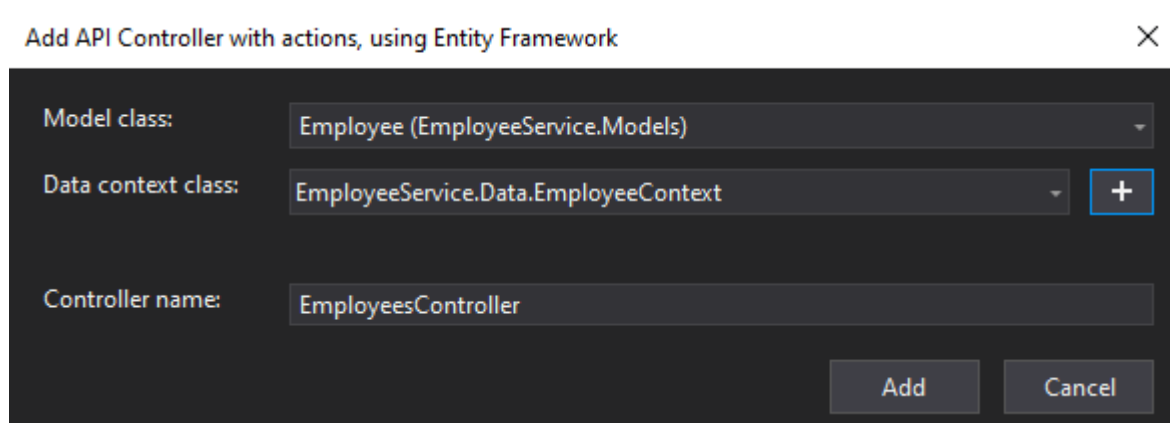 Add API Controller with actions, using Entity Framework
Model class: Employee (EmployeeService.Models)
Data context class: EmployeeService.Data.EmployeeContext +
Controller name: EmployeesController
Add Cancel